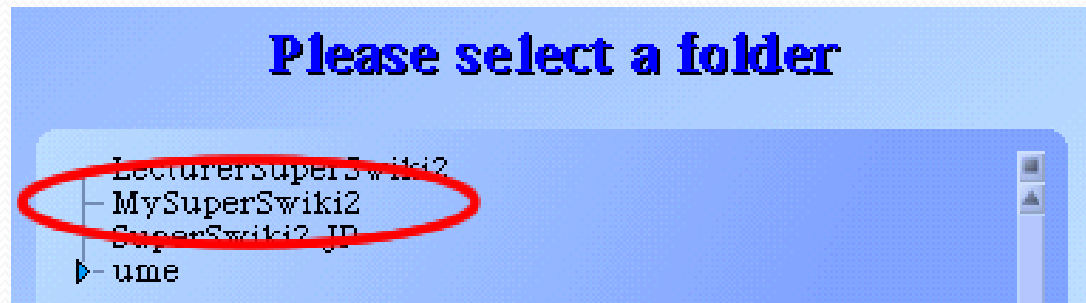 Please select a folder
LecturerSuperSwiki2
MySuperSwiki2
SuperSwiki2 JP
ume